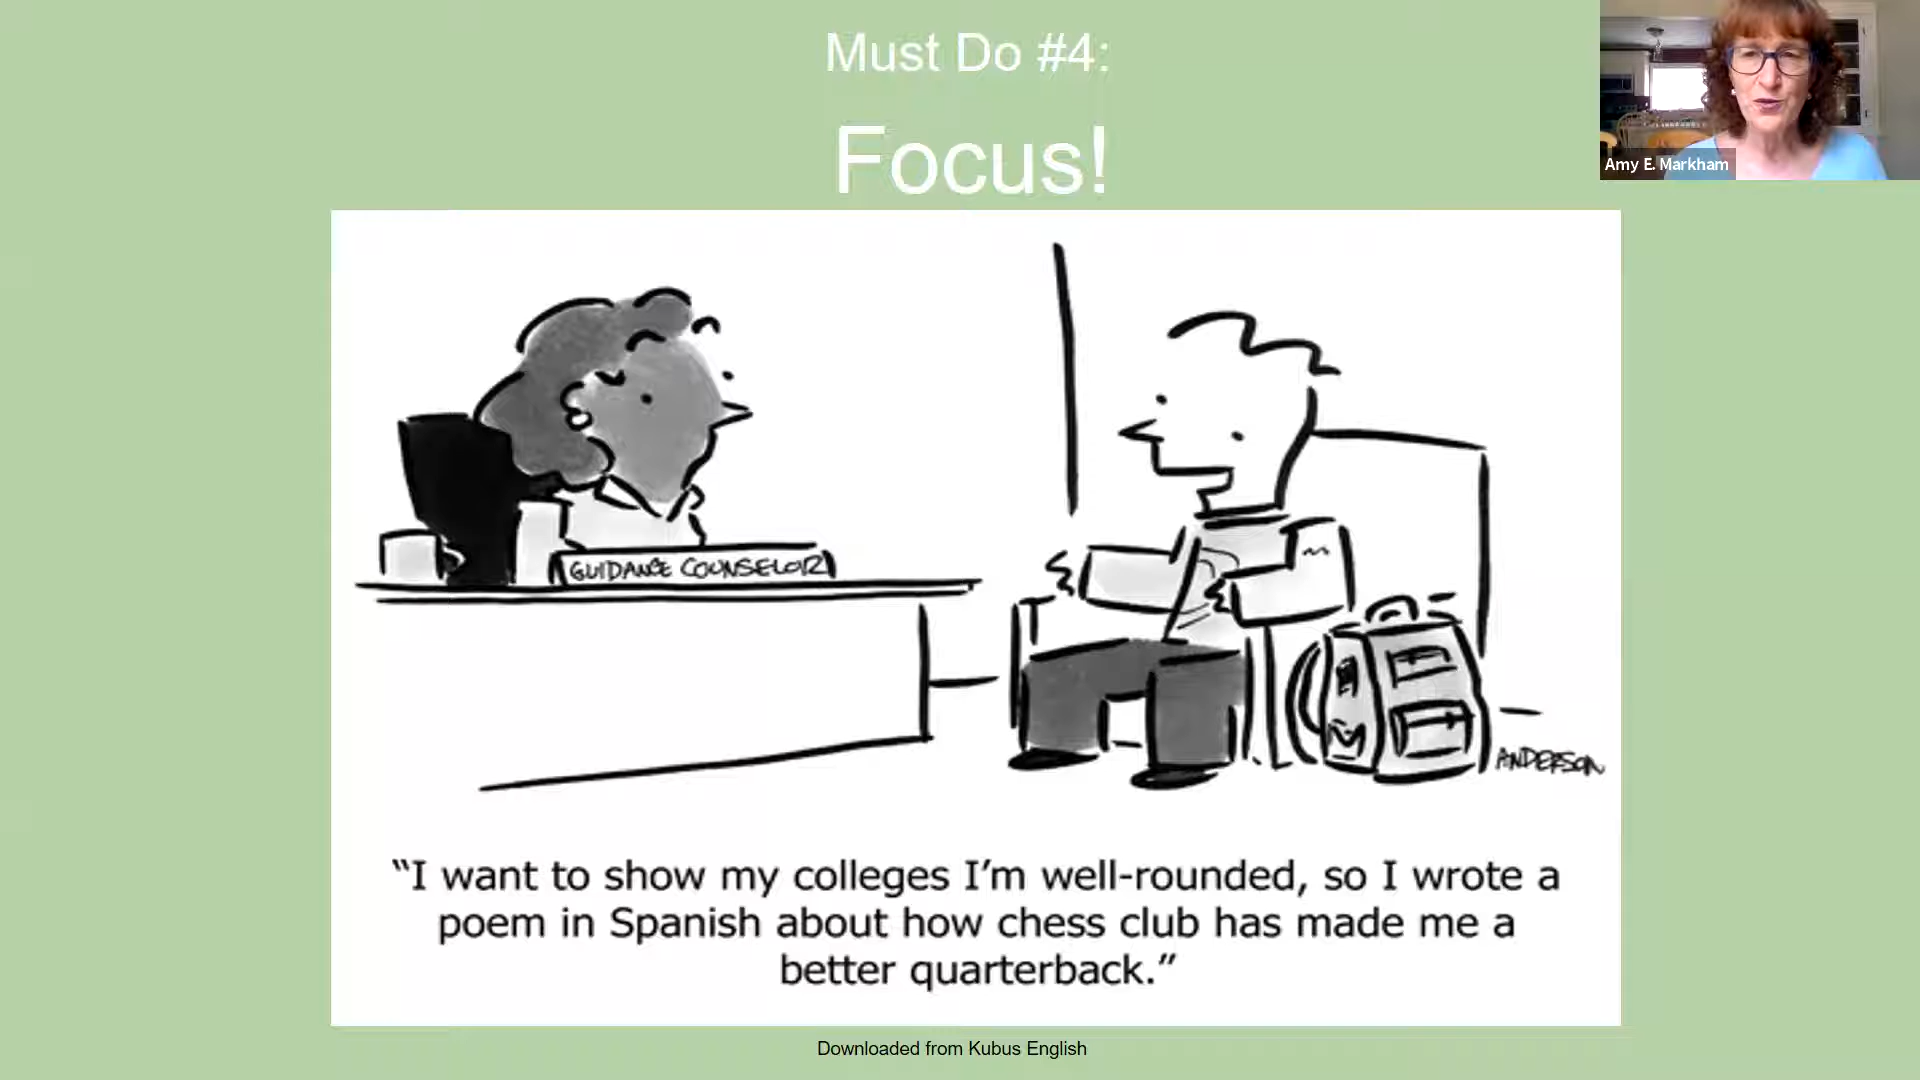 Must Do #4:
Focus!
Amy E. Markham
GUIDANCE COUNSELOR
ANDERSON
“I want to show my colleges I’m well-rounded, so I wrote a
poem in Spanish about how chess club has made me a
better quarterback.”
Downloaded from Kubus English